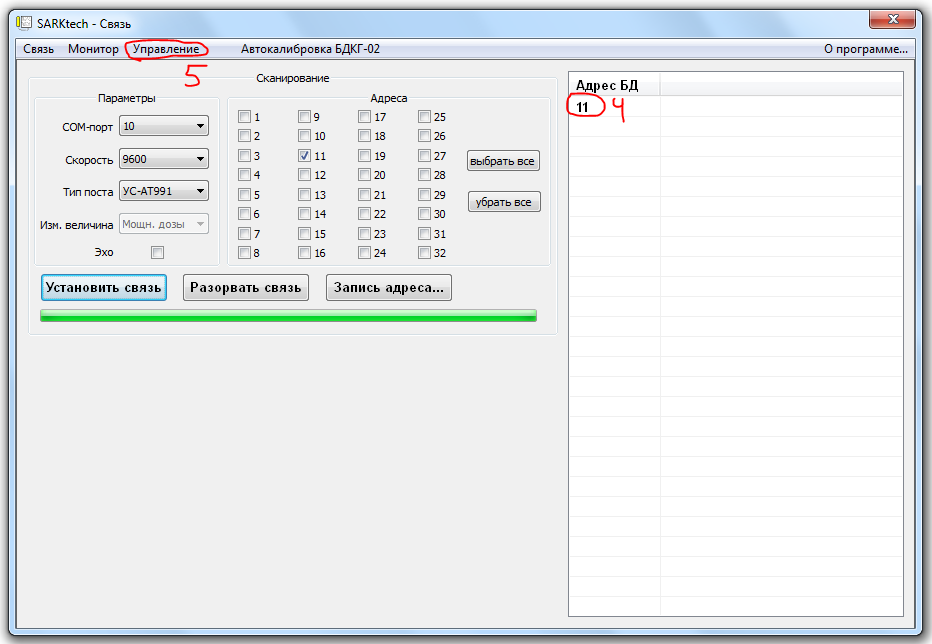 SARKtech - Связь
Связь Монитор Управление Автокалибровка БДКГ-02 О программе...
5
Сканирование
Параметры
COM-порт 10
Скорость 9600
Тип поста УС-АТ991
Изм. величина Мощн. дозы
Эхо
Адреса
1 9 17 25
2 10 18 26
3 11 19 27
4 12 20 28
5 13 21 29
6 14 22 30
7 15 23 31
8 16 24 32
выбрать все
убрать все
Установить связь Разорвать связь Запись адреса...
Адрес БД
11 4